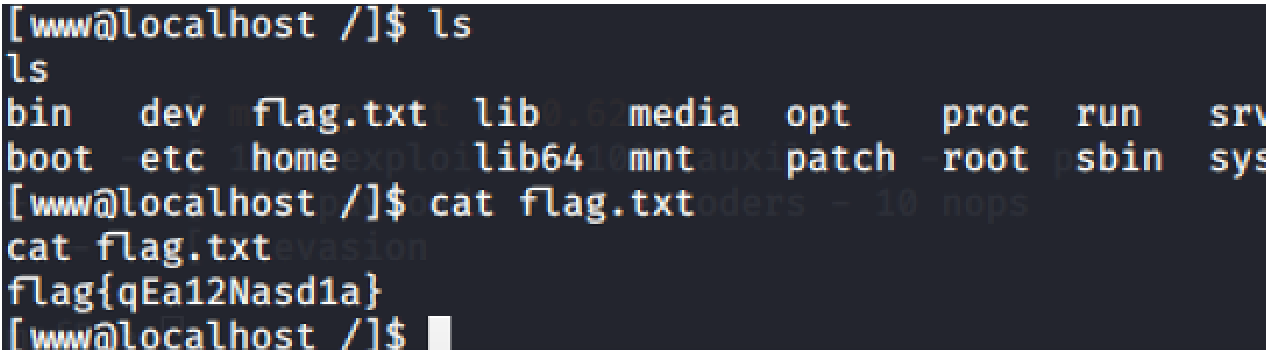 [www@localhost /]$ ls
ls
bin dev flag.txt lib media opt proc run srv
boot etc home lib64 mnt patch root sbin sys
[www@localhost /]$ cat flag.txt
cat flag.txt
flag{qEa12Nasd1a}
[www@localhost /]$